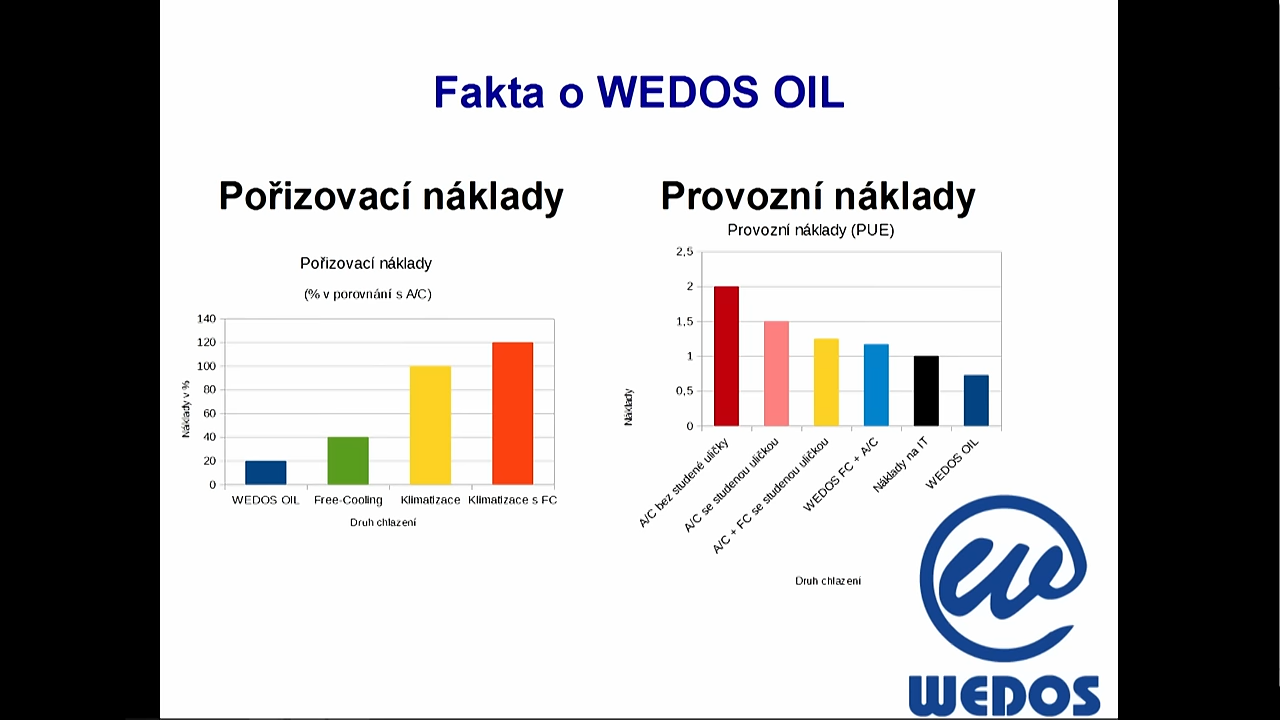 Fakta o WEDOS OIL
Pořizovací náklady
Pořizovací náklady
(% v porovnání s A/C)
Náklady v %
140
120
100
80
60
40
20
0
WEDOS OIL
Free-Cooling
Klimatizace
Klimatizace s FC
Druh chlazení
Provozní náklady
Provozní náklady (PUE)
Náklady
2,5
2
1,5
1
0,5
0
A/C bez studené uličky
A/C se studenou uličkou
A/C + FC se studenou uličkou
WEDOS FC + A/C
Náklady na IT
WEDOS OIL
Druh chlazení
w
WEDOS